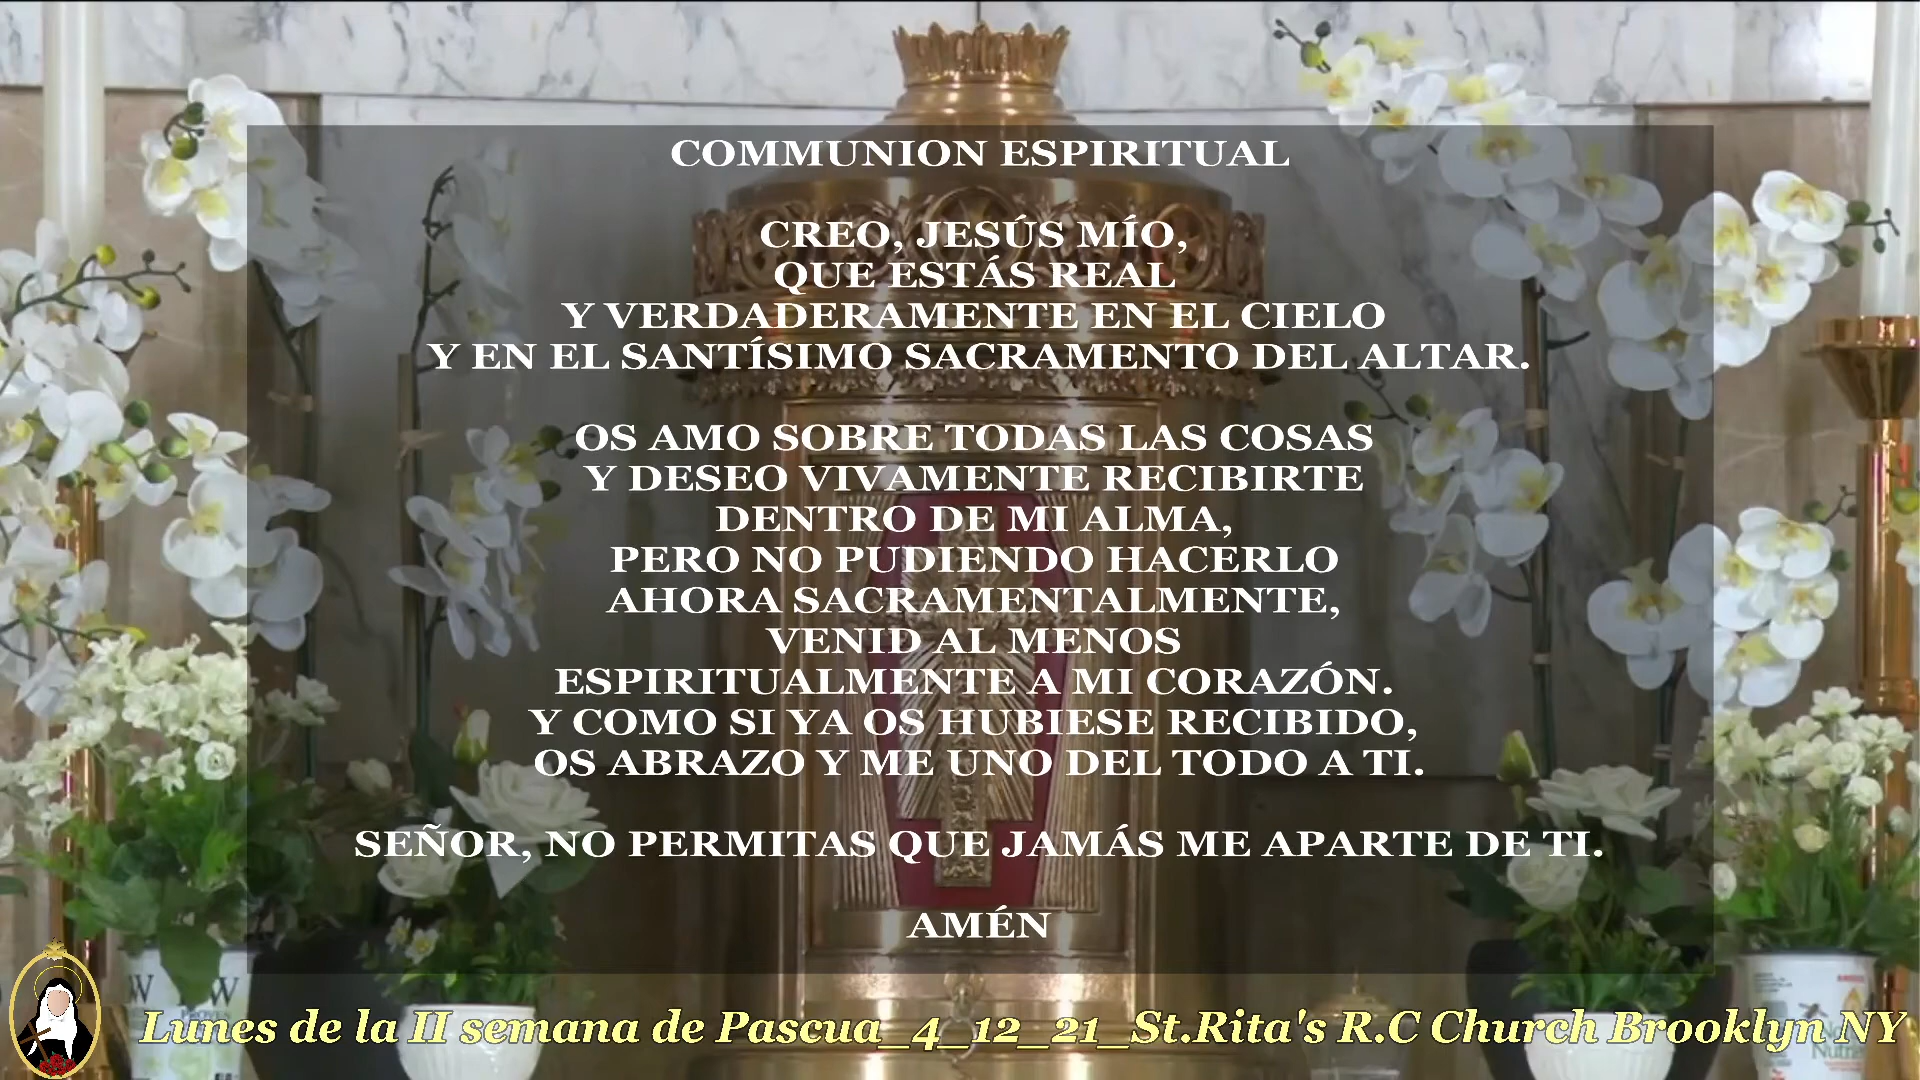 COMMUNION ESPIRITUAL
CREO, JESÚS MÍO,
QUE ESTÁS REAL
Y VERDADERAMENTE EN EL CIELO
Y EN EL SANTÍSIMO SACRAMENTO DEL ALTAR.
OS AMO SOBRE TODAS LAS COSAS
Y DESEO VIVAMENTE RECIBIRTE
DENTRO DE MI ALMA,
PERO NO PUDIENDO HACERLO
AHORA SACRAMENTALMENTE,
VENID AL MENOS
ESPIRITUALMENTE A MI CORAZÓN.
Y COMO SI YA OS HUBIESE RECIBIDO,
OS ABRAZO Y ME UNO DEL TODO A TI.
SEÑOR, NO PERMITAS QUE JAMÁS ME APARTE DE TI.
AMÉN
W W
Lunes de la II semana de Pascua_4_12_21_St.Rita's R.C Church Brooklyn NY